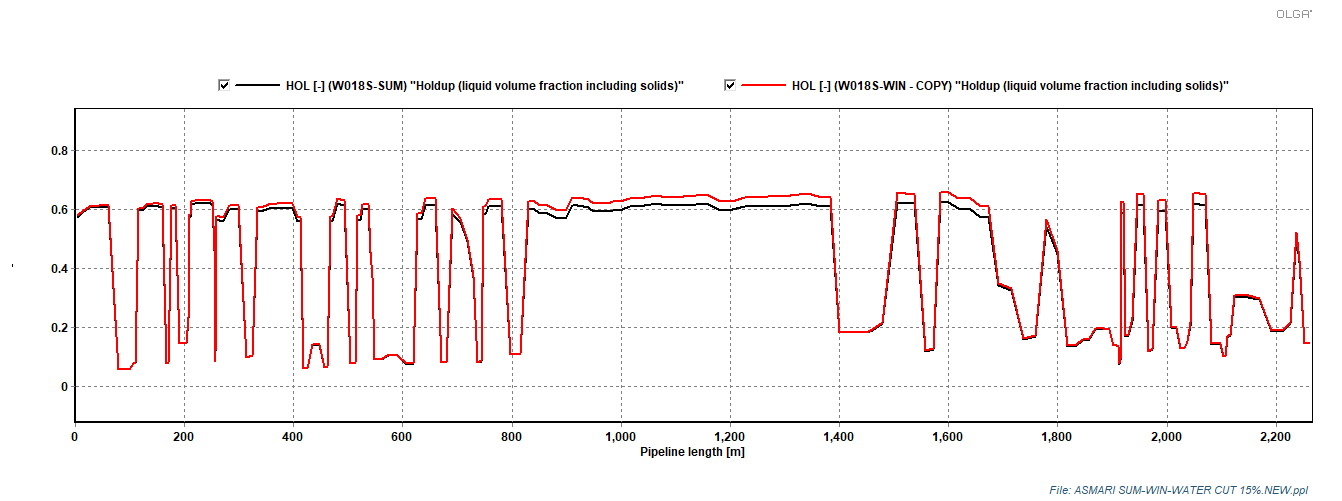 OLGA
HOL [-] (W018S-SUM) "Holdup (liquid volume fraction including solids)"
HOL [-] (W018S-WIN - COPY) "Holdup (liquid volume fraction including solids)"
0.8
0.6
0.4
0.2
0
-
0 200 400 600 800 1,000 1,200 1,400 1,600 1,800 2,000 2,200
Pipeline length [m]
File: ASMARI SUM-WIN-WATER CUT 15%.NEW.ppl